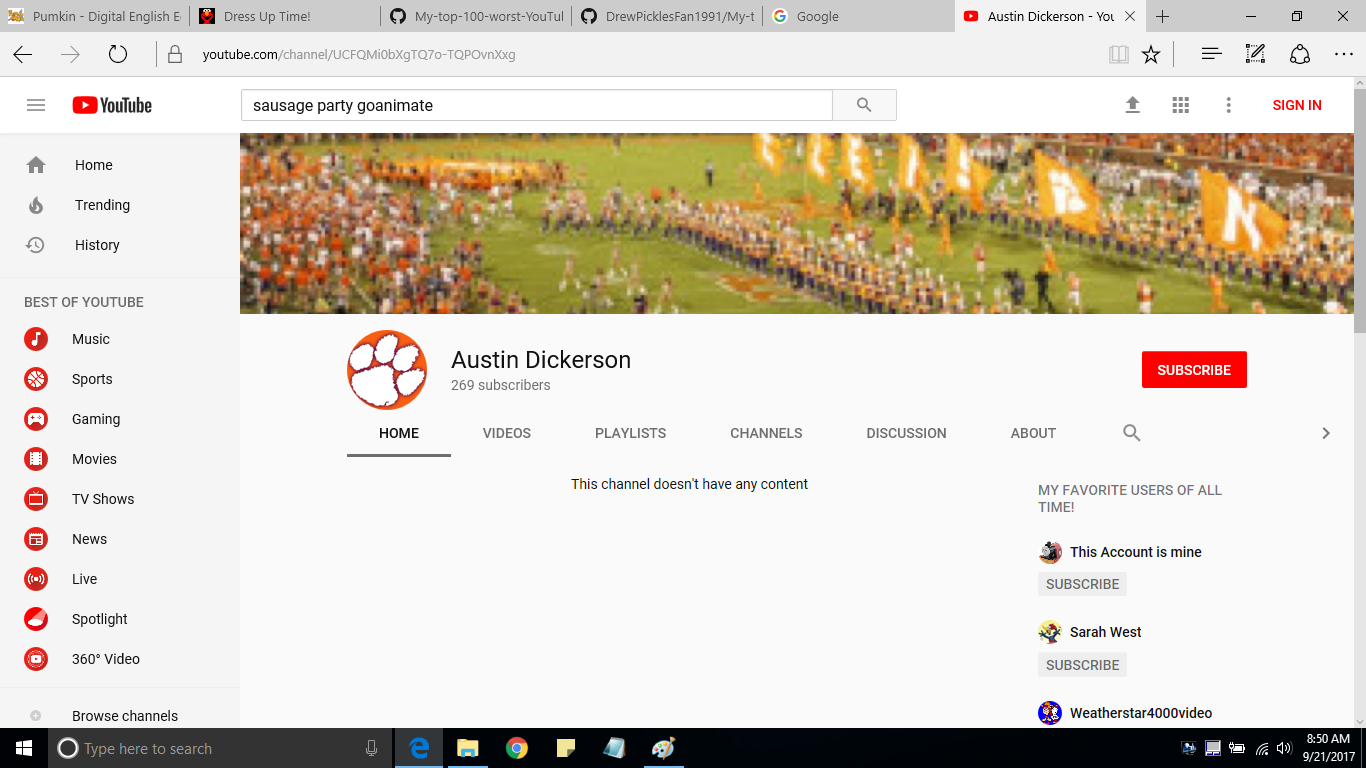 Pumkin - Digital English E
Dress Up Time!
My-top-100-worst-YouTul
DrewPicklesFan1991/My-t
Google
Austin Dickerson - You
youtube.com/channel/UCFQMi0bXgTQ7o-TQPOvnXxg
YouTube
sausage party goanimate
SIGN IN
Home
Trending
History
BEST OF YOUTUBE
Music
Sports
Gaming
Movies
TV Shows
News
Live
Spotlight
360° Video
Browse channels
N
Austin Dickerson
269 subscribers
SUBSCRIBE
HOME
VIDEOS
PLAYLISTS
CHANNELS
DISCUSSION
ABOUT
This channel doesn't have any content
MY FAVORITE USERS OF ALL
TIME!
This Account is mine
SUBSCRIBE
Sarah West
SUBSCRIBE
Weatherstar4000video
Type here to search
8:50 AM
9/21/2017